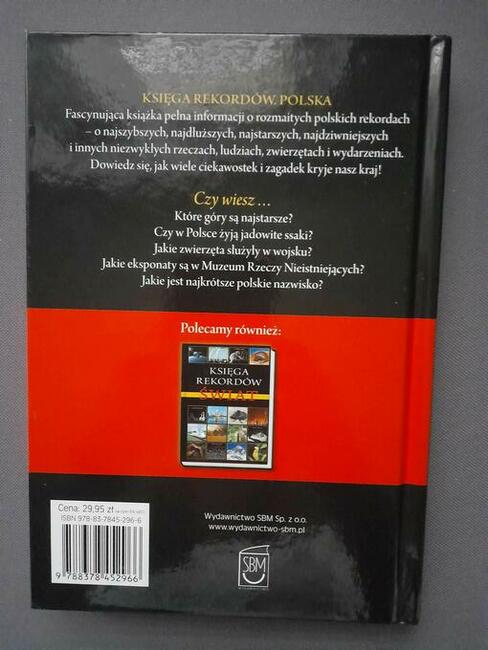 KSIĘGA REKORDÓW. POLSKA
Fascynująca książka pełna informacji o rozmaitych polskich rekordach
– o najszybszych, najdłuższych, najstarszych, najdziwniejszych
i innych niezwykłych rzeczach, ludziach, zwierzętach i wydarzeniach.
Dowiedz się, jak wiele ciekawostek i zagadek kryje nasz kraj!
Czy wiesz ...
Które góry są najstarsze?
Czy w Polsce żyją jadowite ssaki?
Jakie zwierzęta służyły w wojsku?
Jakie eksponaty są w Muzeum Rzeczy Nieistniejących?
Jakie jest najkrótsze polskie nazwisko?
Polecamy również:
KSIĘGA
REKORDÓW
ŚWIAT
Cena: 29,95 zł
ISBN 978-83-7845-296-6
9 788378 452966
Wydawnictwo SBM Sp. z o.o.
www.wydawnictwo-sbm.pl
SBM